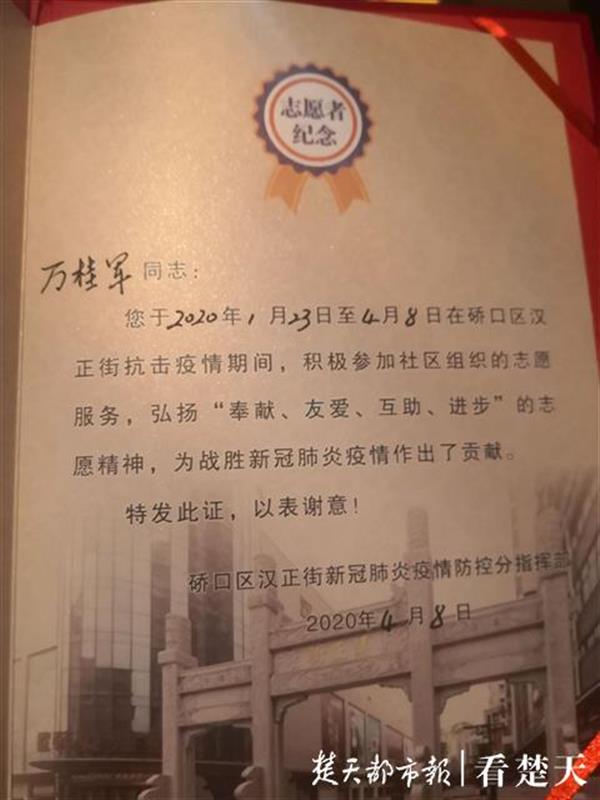 志愿者
纪念
万桂军同志：
您于2020年1月23日至4月8日在硚口区汉
正街抗击疫情期间，积极参加社区组织的志愿
服务，弘扬“奉献、友爱、互助、进步”的志
愿精神，为战胜新冠肺炎疫情作出了贡献。
特发此证，以表谢意！
硚口区汉正街新冠肺炎疫情防控分指挥部
2020年4月8日
楚天都市报|看楚天